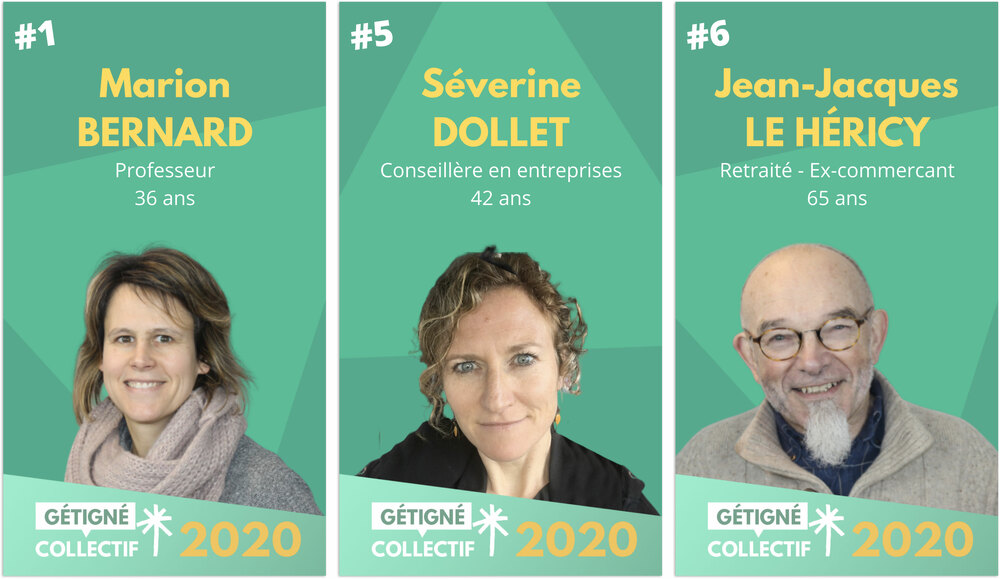 #1
Marion
BERNARD
Professeur
36 ans
GÉTIGNÉ
COLLECTIF
2020
#5
Séverine
DOLLET
Conseillère en entreprises
42 ans
GÉTIGNÉ
COLLECTIF
2020
#6
Jean-Jacques
LE HÉRICY
Retraité - Ex-commercant
65 ans
GÉTIGNÉ
COLLECTIF
2020